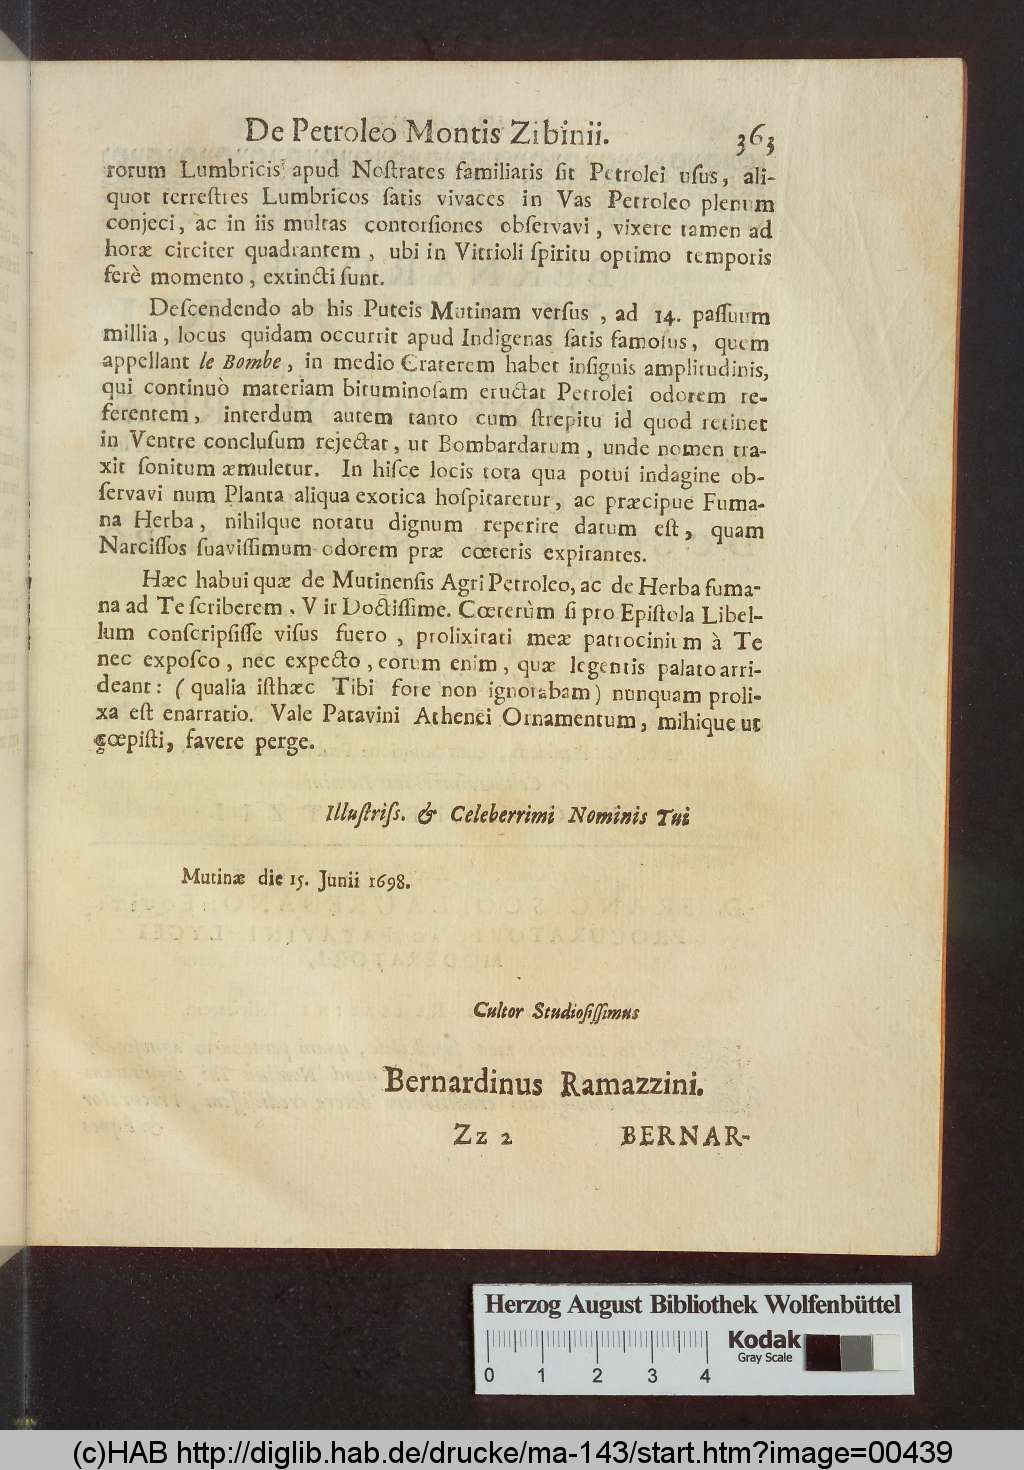 De Petroleo Montis Zibinii. 363
rorum Lumbricis apud Noſtrates familiaris ſit Petrolei uſus, ali-
quot terreſtres Lumbricos ſatis vivaces in Vas Petroleo plenum
conjeci, ac in iis multas contorſiones obſervavi, vixere tamen ad
horæ circiter quadrantem, ubi in Vitrioli ſpiritu optimo temporis
ferè momento, extincti ſunt.
Deſcendendo ab his Puteis Mutinam verſus, ad 14. paſſuum
millia, locus quidam occurrit apud Indigenas ſatis famoſus, quem
appellant le Bombe, in medio Craterem habet inſignis amplitudinis,
qui continuò materiam bituminoſam eructat Petrolei odorem re-
ferentem, interdum autem tanto cum ſtrepitu id quod retinet
in Ventre concluſum rejectat, ut Bombardarum, unde nomen tra-
xit ſonitum æmuletur. In hiſce locis tota qua potui indagine ob-
ſervavi num Planta aliqua exotica hoſpitaretur, ac præcipue Fuma-
na Herba, nihilque notatu dignum reperire datum eſt, quam
Narciſſos ſuaviſſimum odorem præ cœteris expirantes.
Hæc habui quæ de Mutinenſis Agri Petroleo, ac de Herba fuma-
na ad Te ſcriberem, Vir Doctiſſime. Cœterùm ſi pro Epiſtola Libel-
lum conſcripſiſſe viſus fuero, prolixitati meæ patrocinium à Te
nec expoſco, nec expecto, eorum enim, quæ legentis palato arri-
deant: (qualia iſthæc Tibi fore non ignorabam) nunquam proli-
xa eſt enarratio. Vale Patavini Athenei Ornamentum, mihique ut
cœpiſti, favere perge.
Illuſtriſs. & Celeberrimi Nominis Tui
Mutinæ die 15. Junii 1698.
Cultor Studioſiſſimus
Bernardinus Ramazzini.
Zz 2 BERNAR-
Herzog August Bibliothek Wolfenbüttel
Kodak
Gray Scale
0 1 2 3 4
(c)HAB http://diglib.hab.de/drucke/ma-143/start.htm?image=00439